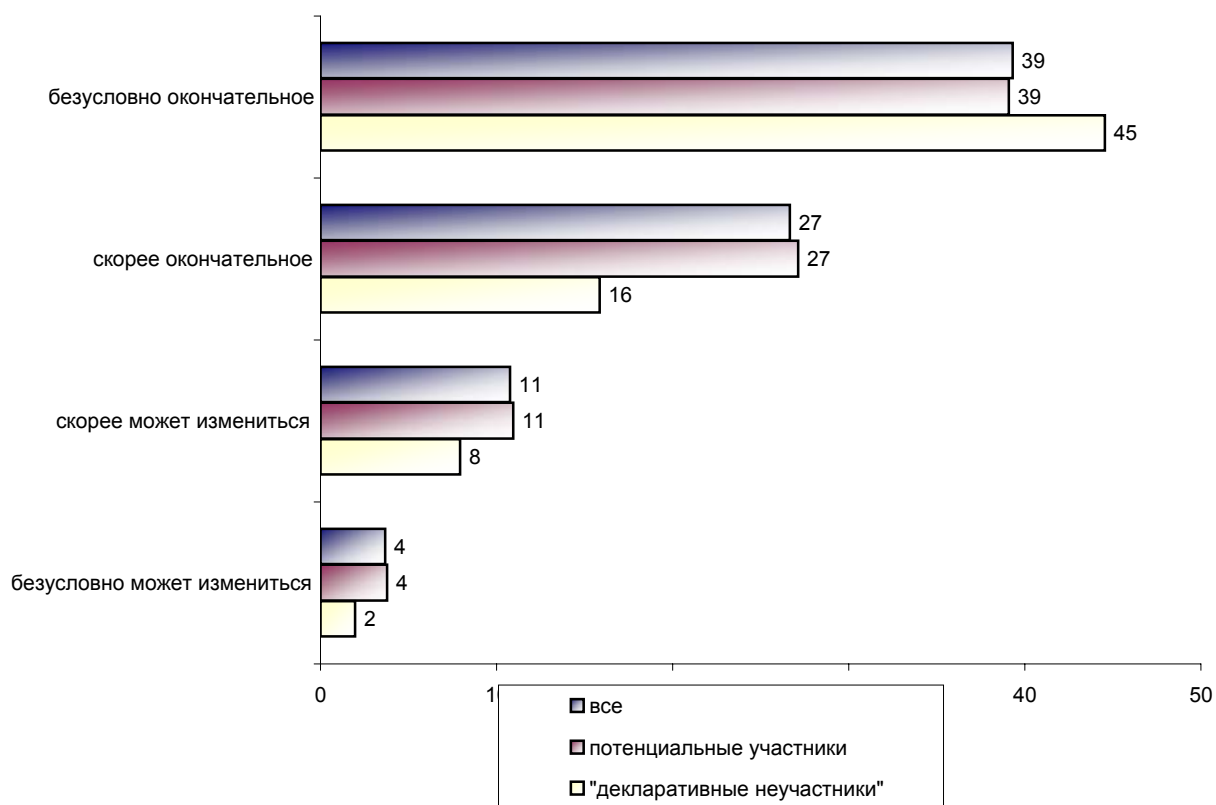 безусловно окончательное
39
39
45
скорее окончательное
27
27
16
скорее может измениться
11
11
8
безусловно может измениться
4
4
2
0
40
50
все
потенциальные участники
"декларативные неучастники"